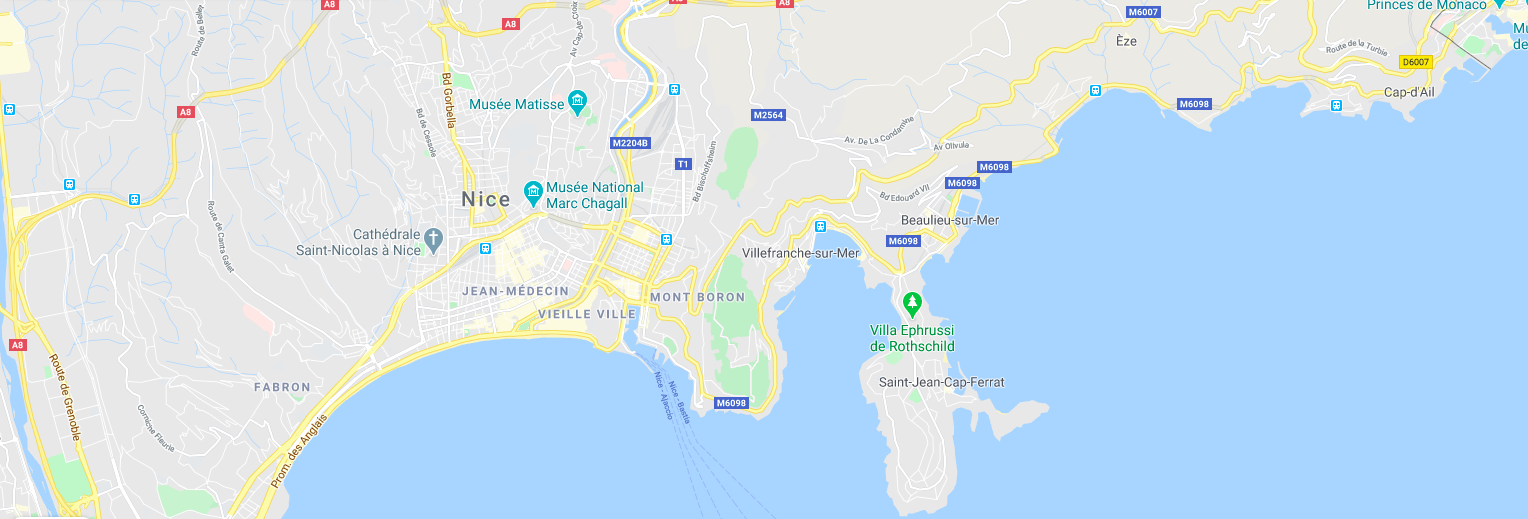 A8
A8
A8
A8
M6007
Princes de Monaco
Mu
de
Èze
Route de Bellet
Av Cap-de-Croix
Route de la Turbie
D6007
Bd Gorbella
Cap-d'Ail
Musée Matisse
M6098
A8
M2564
Bd de Cessole
Av. De La Condamine
M2204B
Av Olivula
T1
Bd Bischoffsheim
M6098
M6098
Nice
Musée National
Marc Chagall
Bd Edouard VII
Route de Canta Galet
Beaulieu-sur-Mer
Cathédrale
Saint-Nicolas à Nice
M6098
Villefranche-sur-Mer
JEAN-MÉDECIN
MONT BORON
VIEILLE VILLE
Villa Ephrussi
de Rothschild
A8
Route de Grenoble
FABRON
Nice - Ajaccio
Nice - Bastia
Saint-Jean-Cap-Ferrat
M6098
Corniche Fleurie
Prom. des Anglais